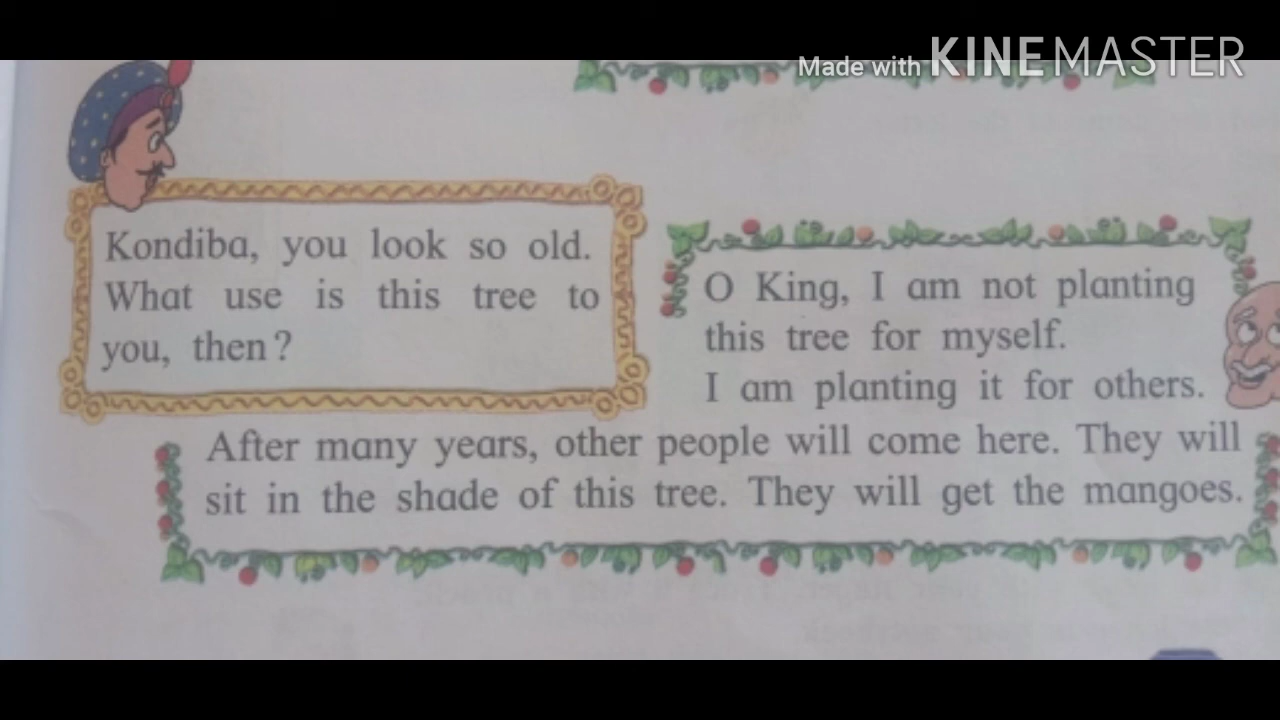 Made with KINEMASTER
Kondiba, you look so old.
What use is this tree to
you, then?
O King, I am not planting
this tree for myself.
I am planting it for others.
After many years, other people will come here. They will
sit in the shade of this tree. They will get the mangoes.